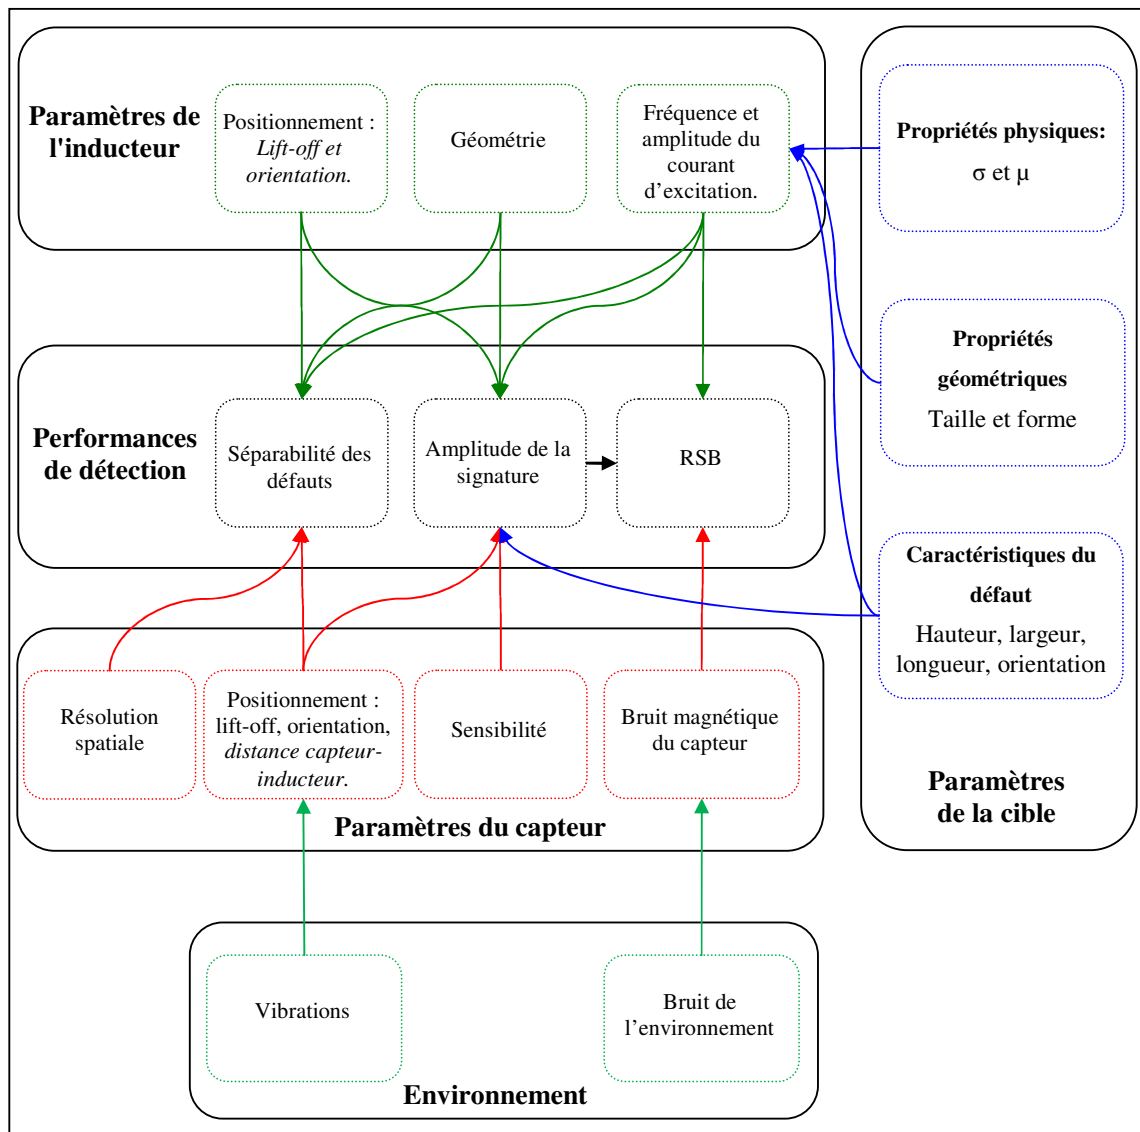 Paramètres de
l'inducteur
Positionnement :
Lift-off et
orientation.
Géométrie
Fréquence et
amplitude du
courant
d’excitation.
Propriétés physiques:
σ et μ
Propriétés
géométriques
Taille et forme
Performances
de détection
Séparabilité des
défauts
Amplitude de la
signature
RSB
Caractéristiques du
défaut
Hauteur, largeur,
longueur, orientation
Paramètres
de la cible
Résolution
spatiale
Positionnement :
lift-off, orientation,
distance capteur-
inducteur.
Sensibilité
Bruit magnétique
du capteur
Paramètres du capteur
Vibrations
Bruit de
l’environnement
Environnement